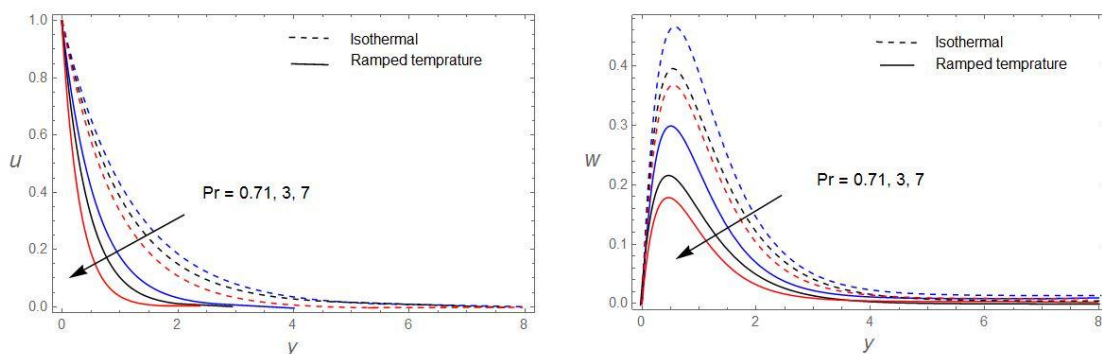 1.0
0.8
0.6
0.4
0.2
0.0
u
Isothermal
Ramped temprature
Pr = 0.71, 3, 7
0 2 4 6 8
y
0.4
0.3
0.2
0.1
0.0
w
Isothermal
Ramped temprature
Pr = 0.71, 3, 7
0 2 4 6 8
y